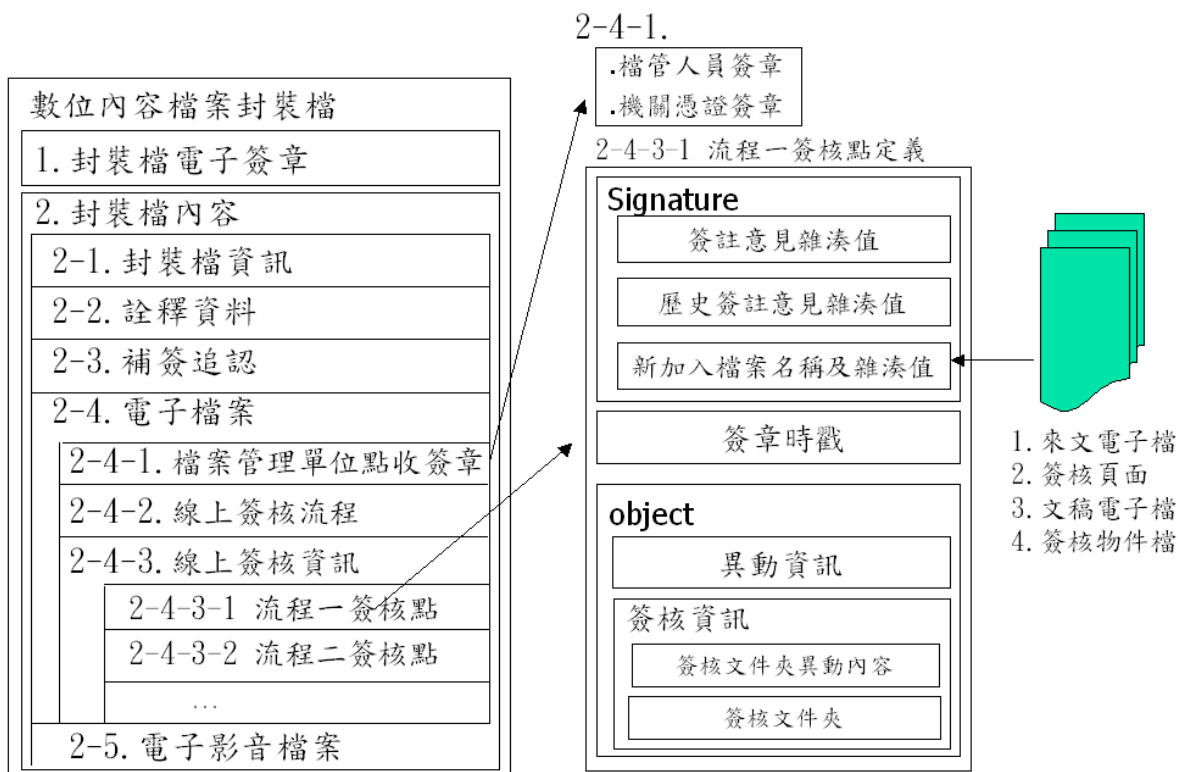 數位內容檔案封裝檔
1.封裝檔電子簽章
2.封裝檔內容
2-1.封裝檔資訊
2-2.詮釋資料
2-3.補簽追認
2-4.電子檔案
2-4-1.檔案管理單位點收簽章
2-4-2.線上簽核流程
2-4-3.線上簽核資訊
2-4-3-1 流程一簽核點
2-4-3-2 流程二簽核點
...
2-5.電子影音檔案
2-4-1.
.檔管人員簽章
.機關憑證簽章
2-4-3-1 流程一簽核點定義
Signature
簽註意見雜湊值
歷史簽註意見雜湊值
新加入檔案名稱及雜湊值
簽章時戳
object
異動資訊
簽核資訊
簽核文件夾異動內容
簽核文件夾
1.來文電子檔
2.簽核頁面
3.文稿電子檔
4.簽核物件檔